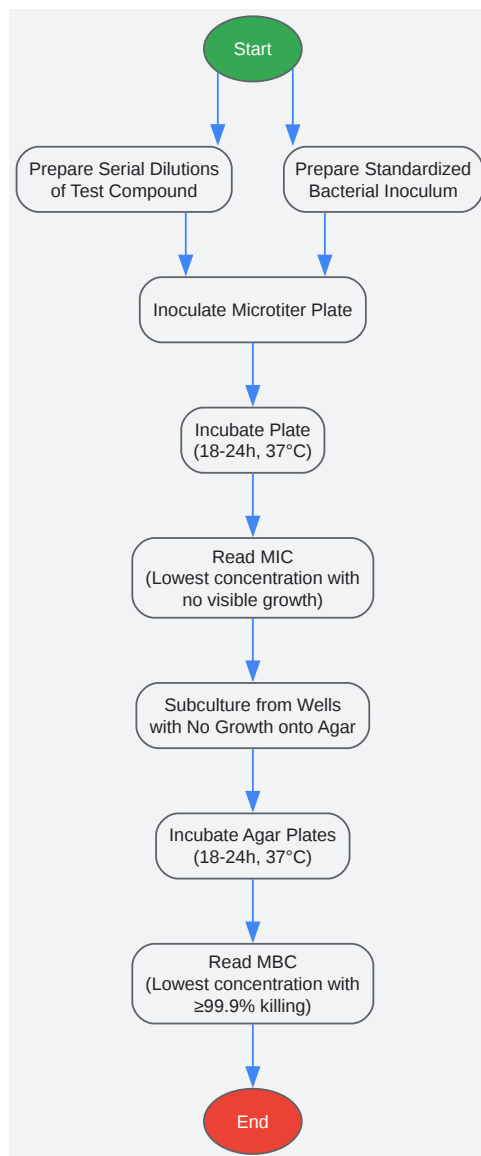 Start
Prepare Serial Dilutions
of Test Compound
Prepare Standardized
Bacterial Inoculum
Inoculate Microtiter Plate
Incubate Plate
(18-24h, 37°C)
Read MIC
(Lowest concentration with
no visible growth)
Subculture from Wells
with No Growth onto Agar
Incubate Agar Plates
(18-24h, 37°C)
Read MBC
(Lowest concentration with
≥99.9% killing)
End